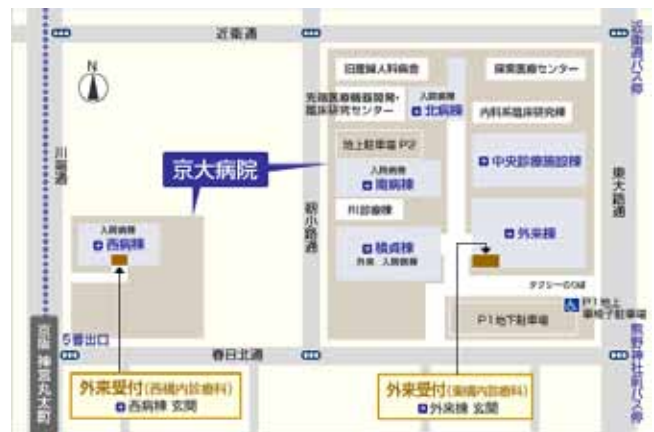 近衛通
近衛通バス停
N
旧産婦人科病舎
探索医療センター
先端医療機器開発・
臨床研究センター
入院病棟
北病棟
内科系臨床研究棟
川端通
地上駐車場 P2
京大病院
入院病棟
南病棟
中央診療施設棟
東大路通
RI診療棟
鞠小路通
入院病棟
西病棟
積貞棟
外来 入院病棟
外来棟
タクシーのりば
P1地上
車椅子駐車場
P1地下駐車場
5番出口
京阪 神宮丸太町
春日北通
熊野神社前バス停
外来受付(西構内診療科)
西病棟 玄関
外来受付(東構内診療科)
外来棟 玄関